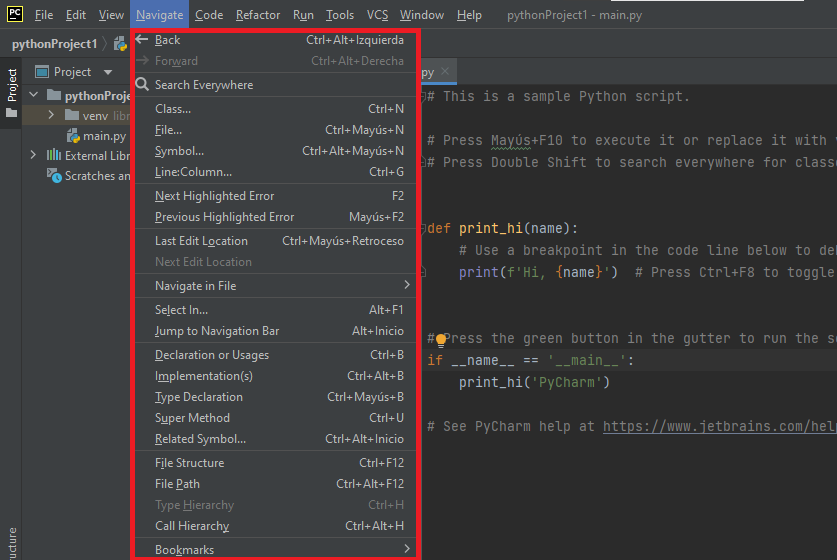 PC File Edit View Navigate Code Refactor Run Tools VCS Window Help pythonProject1 - main.py
pythonProject1
Project
Project
pythonProje
venv libr
main.py
External Libr
Scratches an
Structure
Back Ctrl+Alt+Izquierda
Forward Ctrl+Alt+Derecha
Search Everywhere
Class... Ctrl+N
File... Ctrl+Mayús+N
Symbol... Ctrl+Alt+Mayús+N
Line:Column... Ctrl+G
Next Highlighted Error F2
Previous Highlighted Error Mayús+F2
Last Edit Location Ctrl+Mayús+Retroceso
Next Edit Location
Navigate in File
Select In... Alt+F1
Jump to Navigation Bar Alt+Inicio
Declaration or Usages Ctrl+B
Implementation(s) Ctrl+Alt+B
Type Declaration Ctrl+Mayús+B
Super Method Ctrl+U
Related Symbol... Ctrl+Alt+Inicio
File Structure Ctrl+F12
File Path Ctrl+Alt+F12
Type Hierarchy Ctrl+H
Call Hierarchy Ctrl+Alt+H
Bookmarks
py
# This is a sample Python script.
# Press Mayús+F10 to execute it or replace it with
# Press Double Shift to search everywhere for classe
def print_hi(name):
# Use a breakpoint in the code line below to de
print(f'Hi, {name}') # Press Ctrl+F8 to toggle
# Press the green button in the gutter to run the sc
if __name__ == '__main__':
print_hi('PyCharm')
# See PyCharm help at https://www.jetbrains.com/help